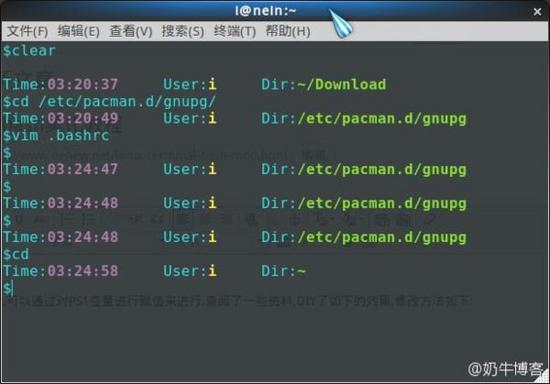 i@nein:~
文件(F) 编辑(E) 查看(V) 搜索(S) 终端(T) 帮助(H)
$clear
Time:03:20:37 User:i Dir:~/Download
$cd /etc/pacman.d/gnupg/
Time:03:20:49 User:i Dir:/etc/pacman.d/gnupg
$vim .bashrc
$
Time:03:24:47 User:i Dir:/etc/pacman.d/gnupg
$
Time:03:24:48 User:i Dir:/etc/pacman.d/gnupg
$
Time:03:24:48 User:i Dir:/etc/pacman.d/gnupg
$cd
Time:03:24:58 User:i Dir:~
$
,可以通过对PS1变量进行赋值来进行.查阅了一些资料,DIY了如下的效果,修改方法如下:
@奶牛博客